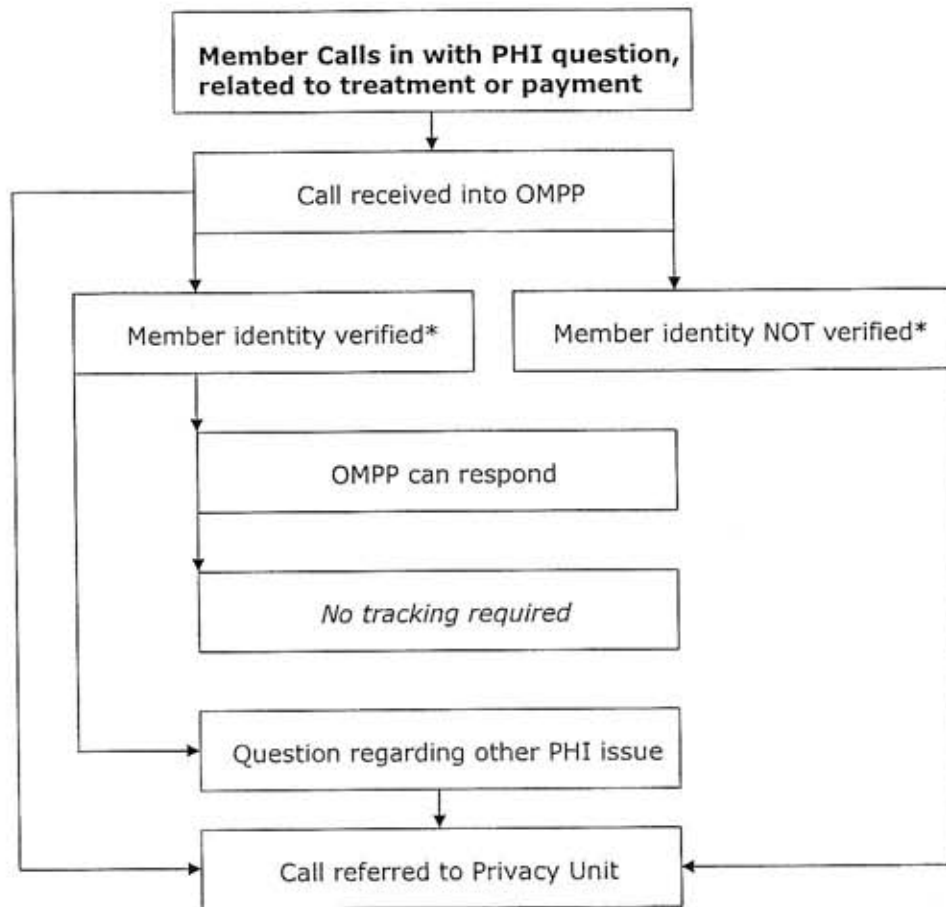 Member Calls in with PHI question,
related to treatment or payment
Call received into OMPP
Member identity verified*
Member identity NOT verified*
OMPP can respond
No tracking required
Question regarding other PHI issue
Call referred to Privacy Unit